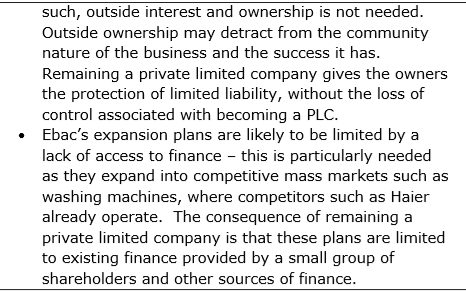 such, outside interest and ownership is not needed.
Outside ownership may detract from the community
nature of the business and the success it has.
Remaining a private limited company gives the owners
the protection of limited liability, without the loss of
control associated with becoming a PLC.
• Ebac’s expansion plans are likely to be limited by a
lack of access to finance – this is particularly needed
as they expand into competitive mass markets such as
washing machines, where competitors such as Haier
already operate.  The consequence of remaining a
private limited company is that these plans are limited
to existing finance provided by a small group of
shareholders and other sources of finance.